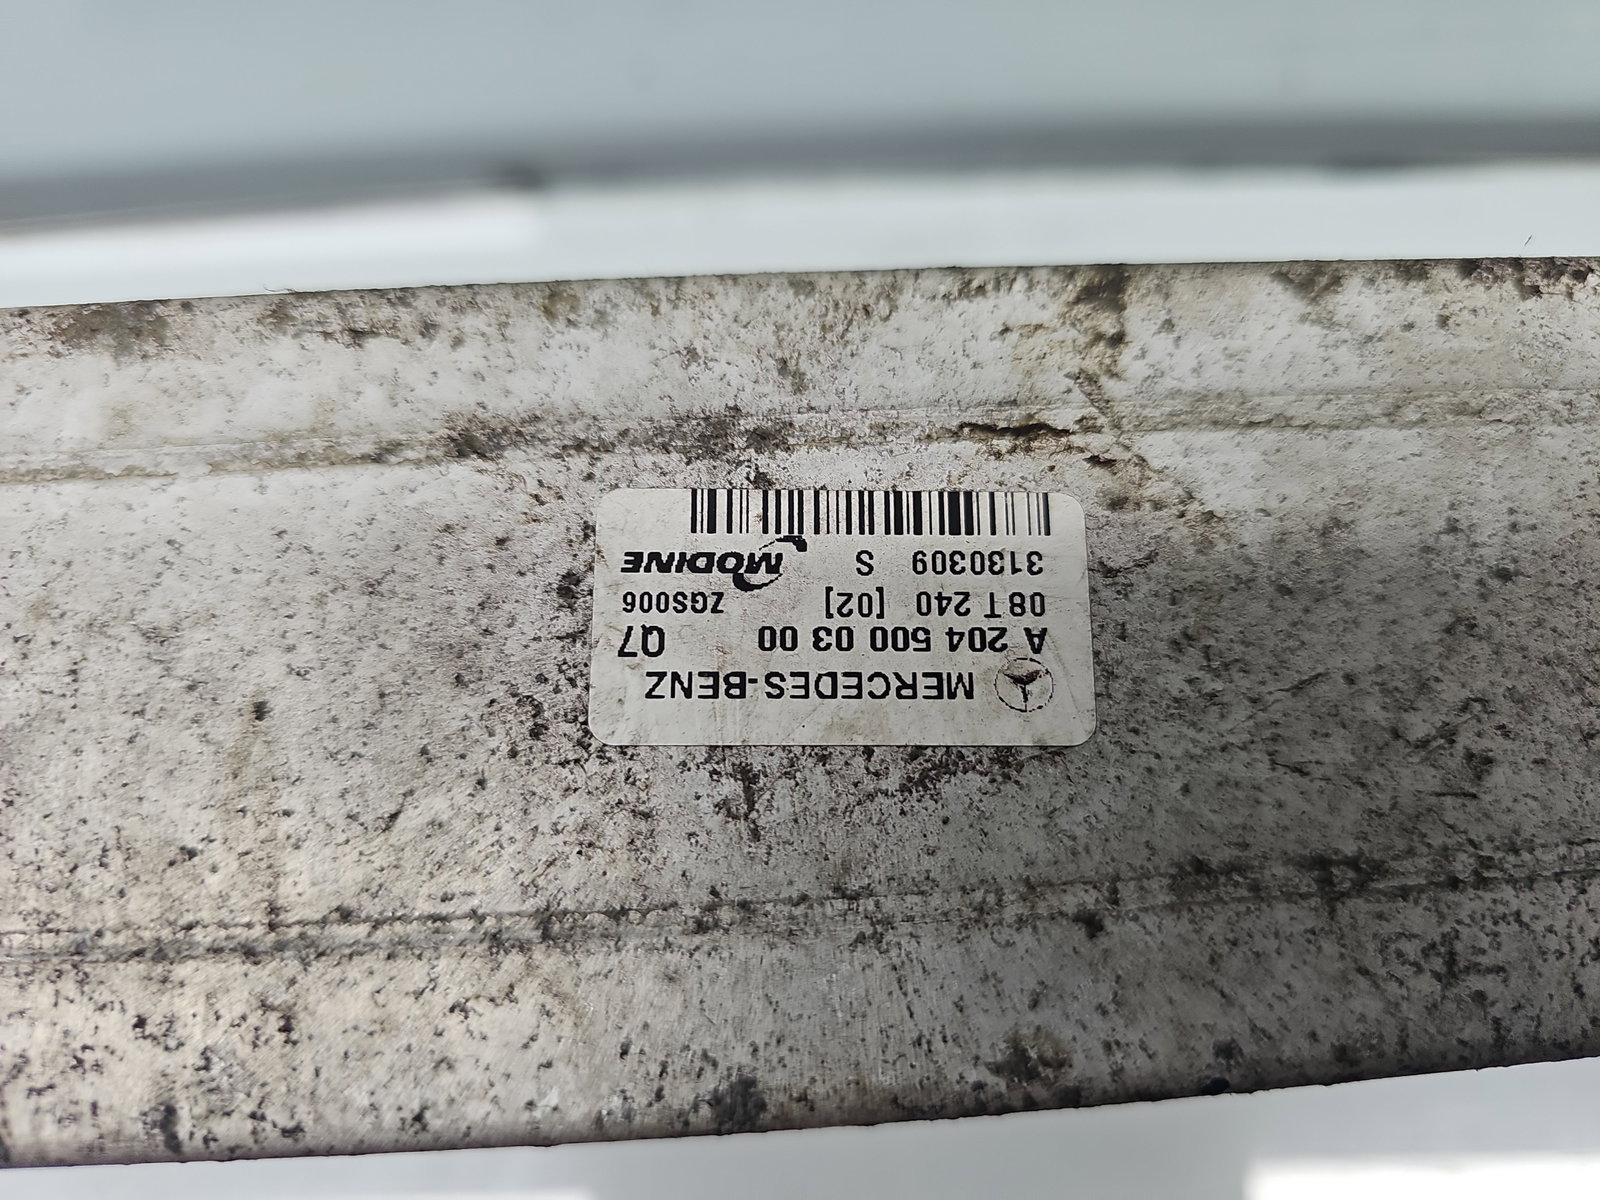 MERCEDES-BENZ
A 204 500 03 00 Q7
08T 240 [02] ZGS006
3130309 S MODINE